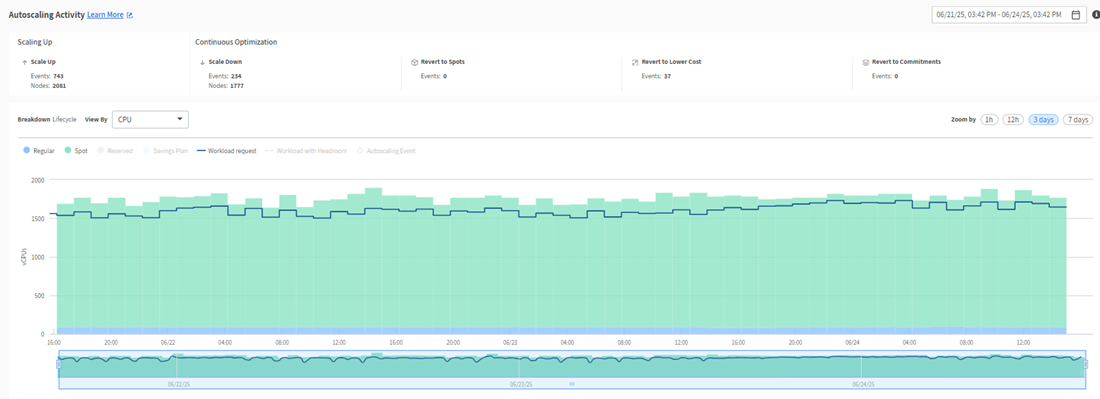 Autoscaling Activity Learn More
06/21/25, 03:42 PM - 06/24/25, 03:42 PM
Scaling Up
Continuous Optimization
Scale Up
Scale Down
Revert to Spots
Revert to Lower Cost
Revert to Commitments
Events: 743
Events: 234
Events: 0
Events: 37
Events: 0
Nodes: 2081
Nodes: 1777
Breakdown Lifecycle View By CPU
Zoom by 1h 12h 3 days 7 days
Regular Spot Reserved Savings Plan Workload request Workload with Headroom Autoscaling Event
2000
1500
1000
500
0
vCPUs
16:00 20:00 06/22 04:00 08:00 12:00 16:00 20:00 06/23 04:00 08:00 12:00 16:00 20:00 06/24 04:00 08:00 12:00
06/22/25 06/23/25 06/24/25